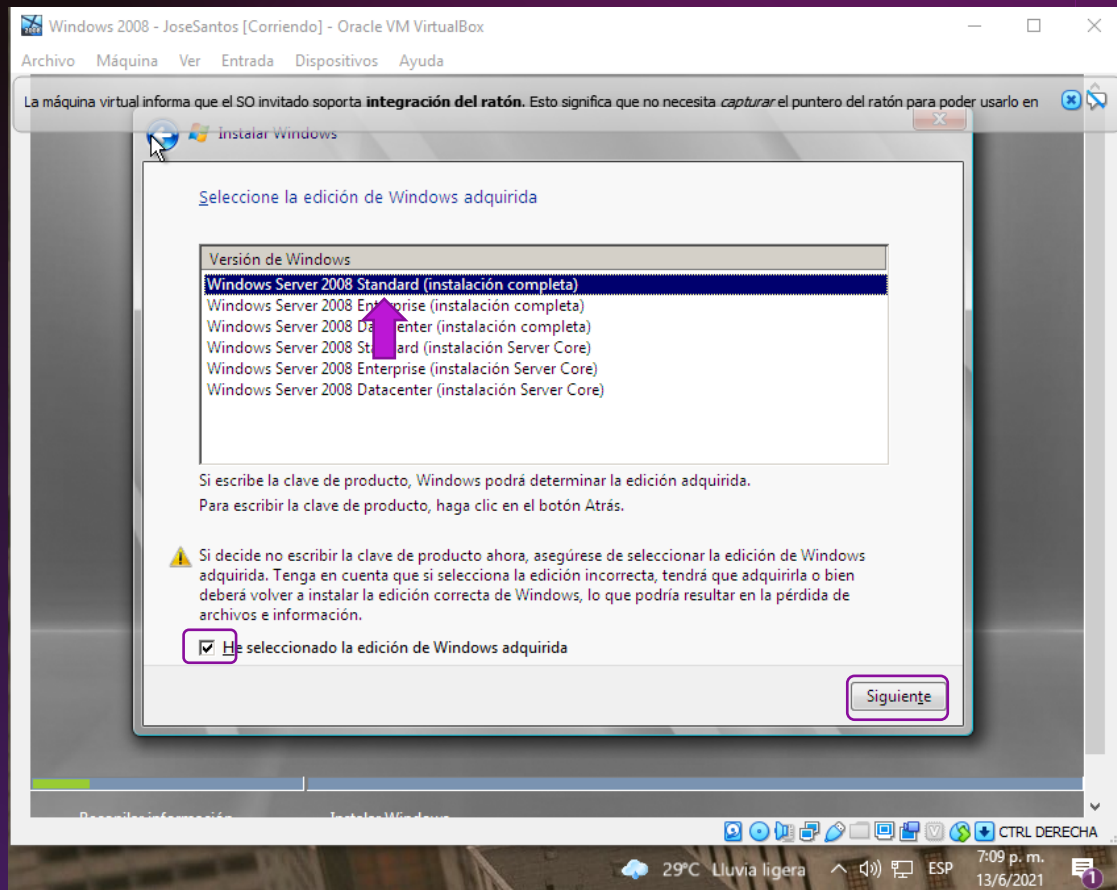 Windows 2008 - JoseSantos [Corriendo] - Oracle VM VirtualBox
Archivo Máquina Ver Entrada Dispositivos Ayuda
La máquina virtual informa que el SO invitado soporta integración del ratón. Esto significa que no necesita capturar el puntero del ratón para poder usarlo en
Instalar Windows
Seleccione la edición de Windows adquirida
Versión de Windows
Windows Server 2008 Standard (instalación completa)
Windows Server 2008 Enterprise (instalación completa)
Windows Server 2008 Datacenter (instalación completa)
Windows Server 2008 Standard (instalación Server Core)
Windows Server 2008 Enterprise (instalación Server Core)
Windows Server 2008 Datacenter (instalación Server Core)
Si escribe la clave de producto, Windows podrá determinar la edición adquirida.
Para escribir la clave de producto, haga clic en el botón Atrás.
Si decide no escribir la clave de producto ahora, asegúrese de seleccionar la edición de Windows
adquirida. Tenga en cuenta que si selecciona la edición incorrecta, tendrá que adquirirla o bien
deberá volver a instalar la edición correcta de Windows, lo que podría resultar en la pérdida de
archivos e información.
He seleccionado la edición de Windows adquirida
Siguiente
Recopilar información Instalar Windows
CTRL DERECHA
29°C Lluvia ligera ESP 7:09 p. m.
13/6/2021 1